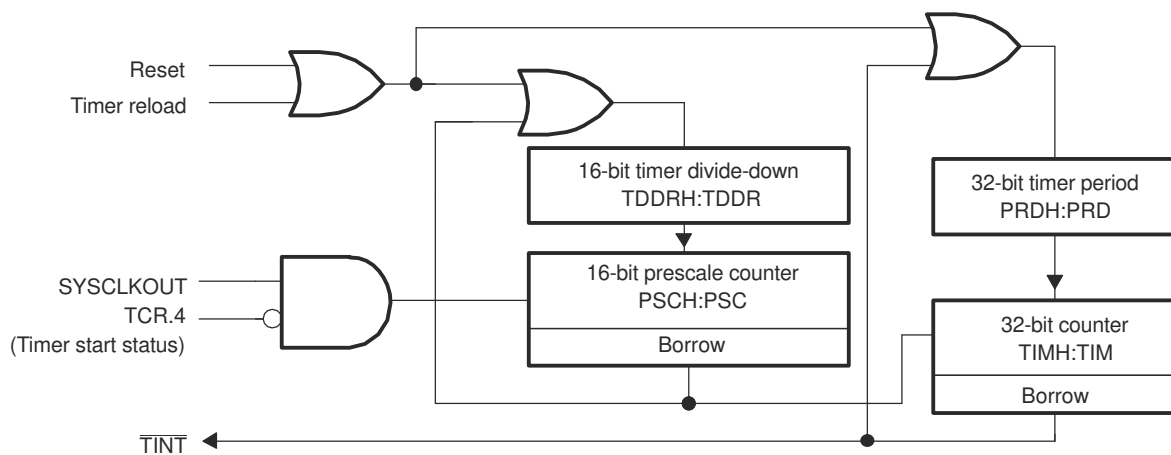 Reset
Timer reload
16-bit timer divide-down
TDDRH:TDDR
32-bit timer period
PRDH:PRD
SYSCLKOUT
TCR.4
(Timer start status)
16-bit prescale counter
PSCH:PSC
Borrow
32-bit counter
TIMH:TIM
Borrow
TINT